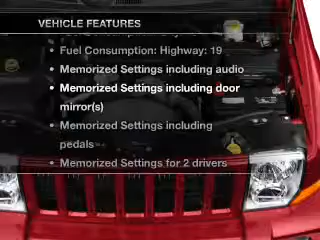 VEHICLE FEATURES
• Fuel Consumption: Highway: 19
• Memorized Settings including audio
• Memorized Settings including door
mirror(s)
• Memorized Settings including
pedals
• Memorized Settings for 2 drivers